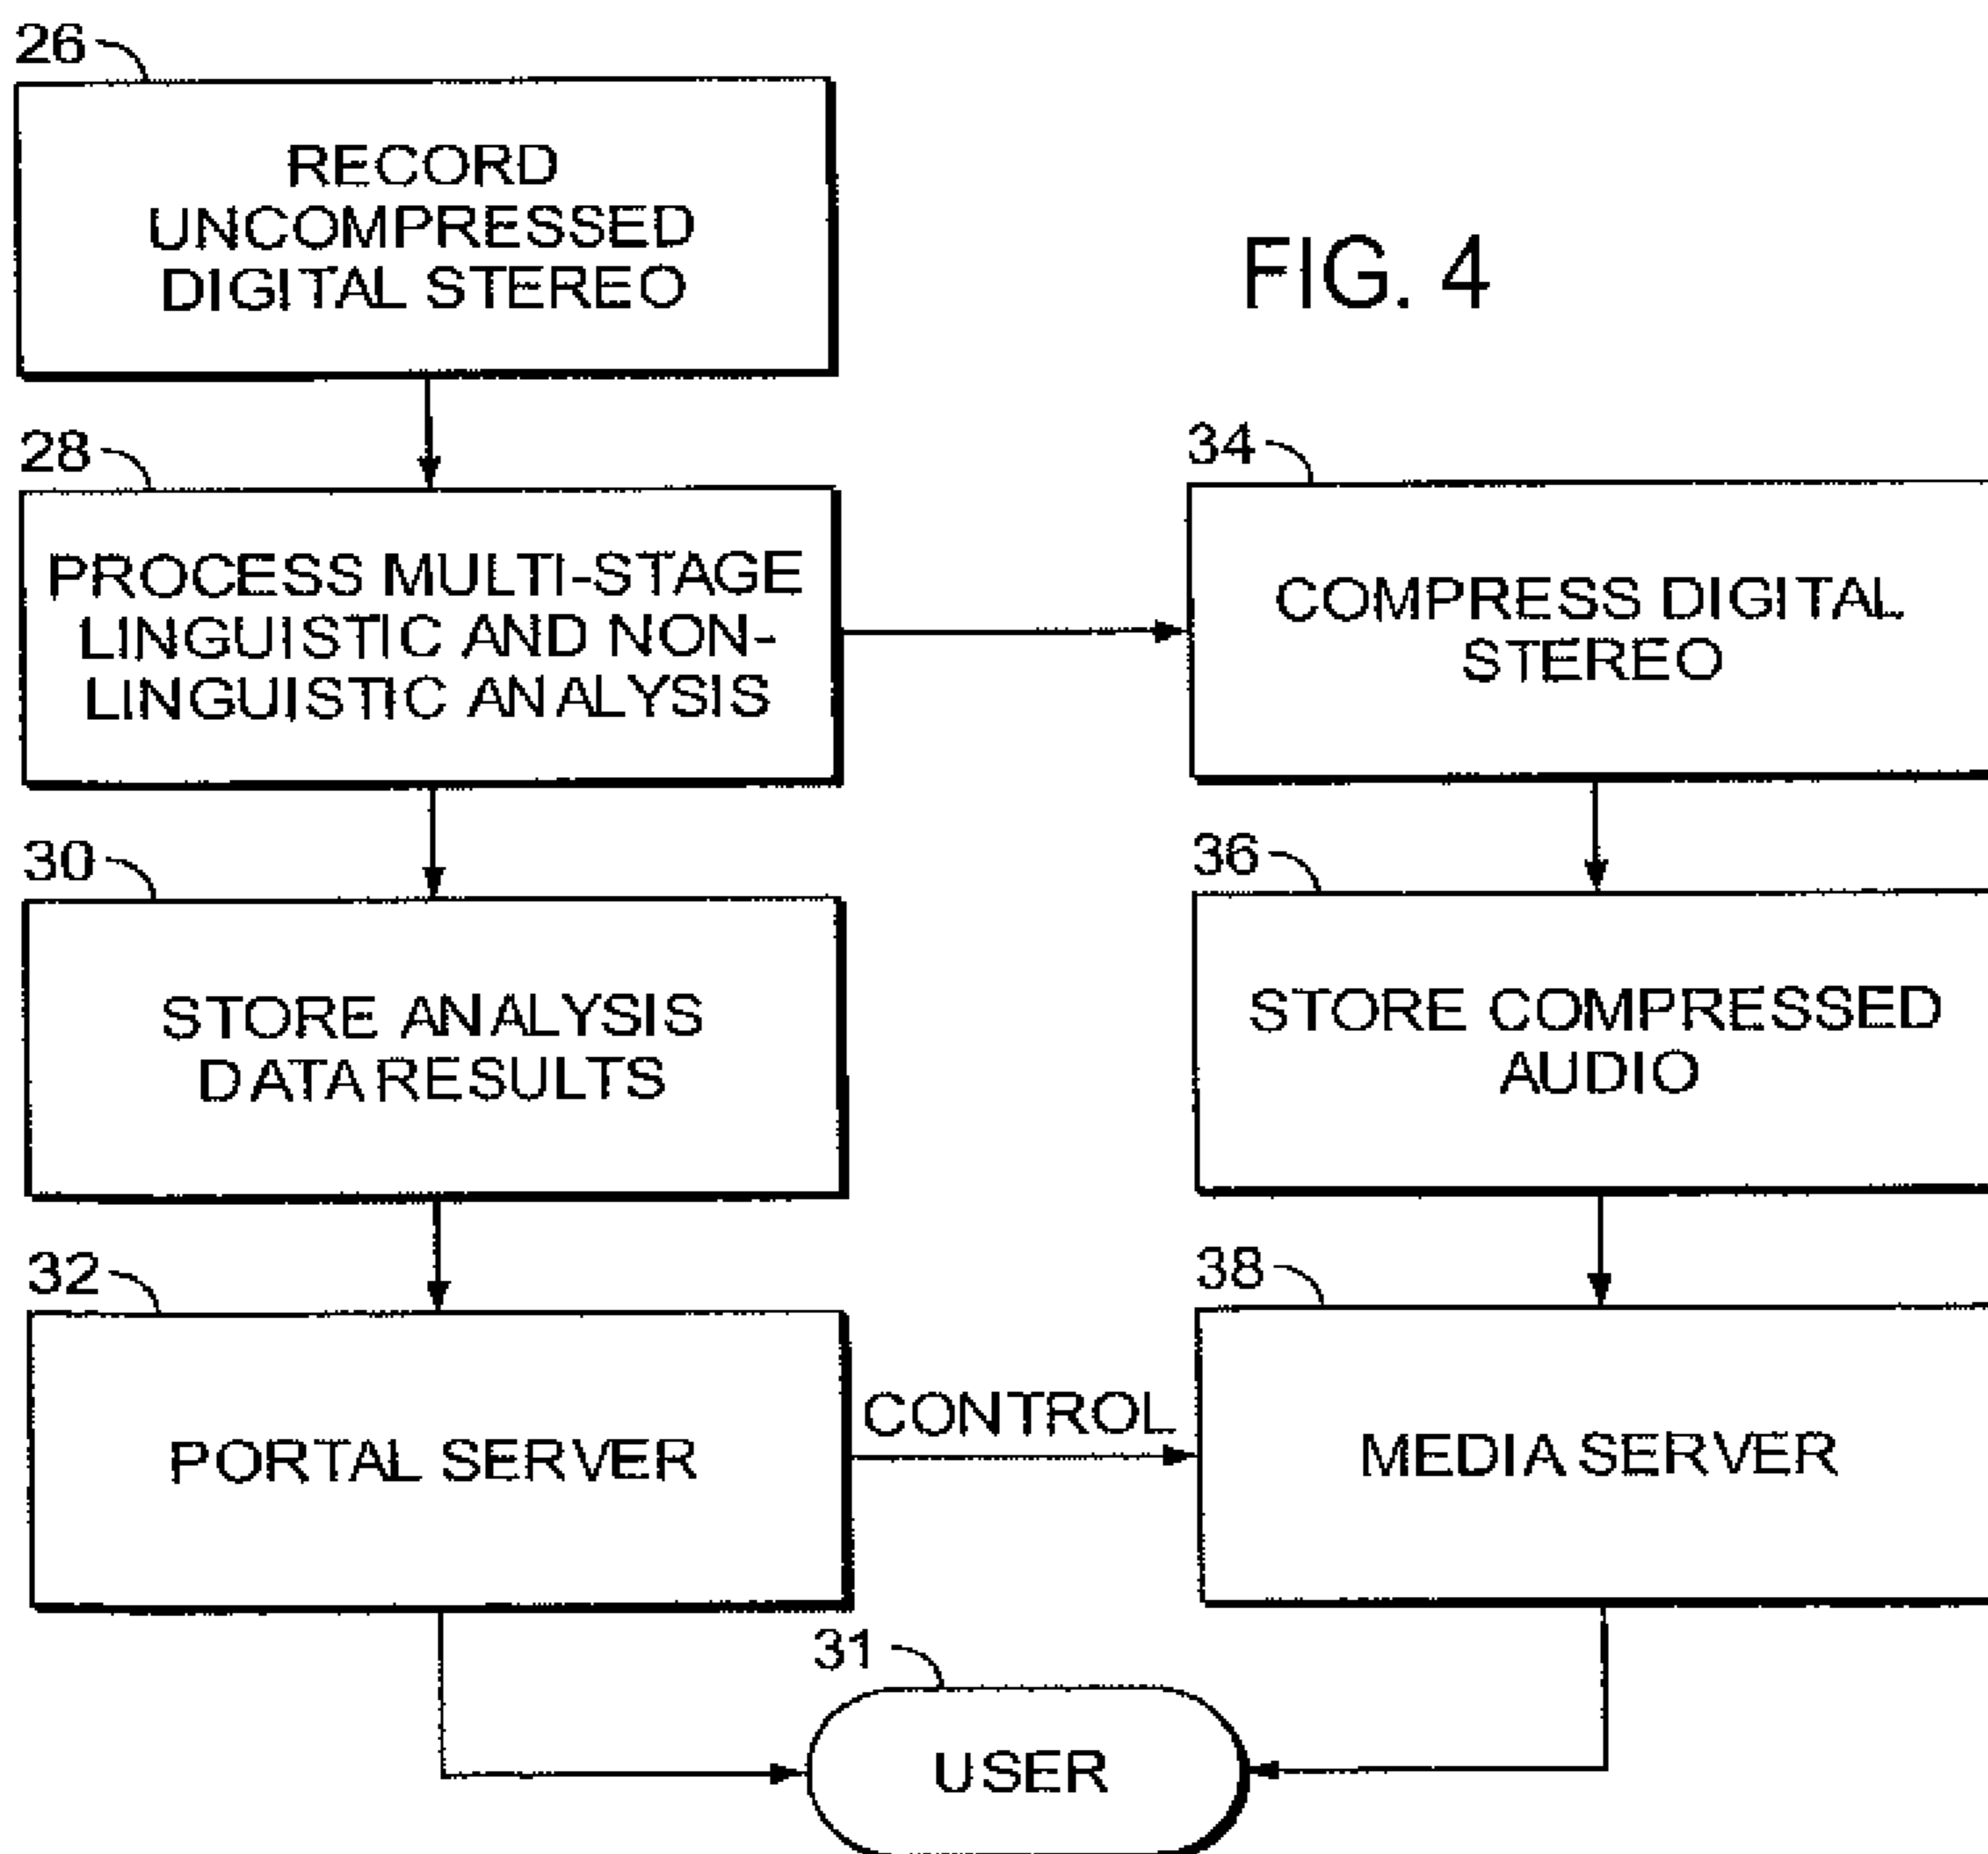 26
RECORD
UNCOMPRESSED
DIGITAL STEREO
FIG. 4
28
PROCESS MULTI-STAGE
LINGUISTIC AND NON-
LINGUISTIC ANALYSIS
34
COMPRESS DIGITAL
STEREO
30
STORE ANALYSIS
DATA RESULTS
36
STORE COMPRESSED
AUDIO
32
PORTAL SERVER
CONTROL
38
MEDIA SERVER
31
USER